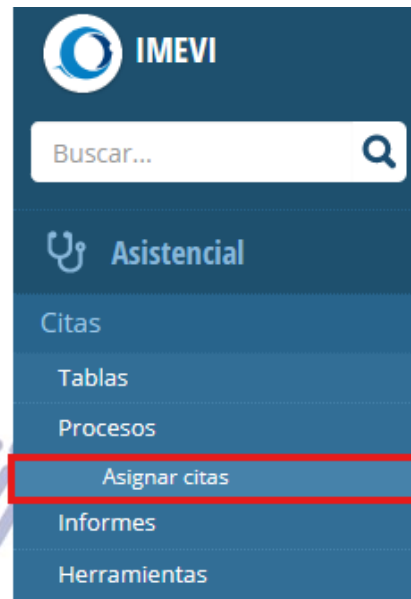 IMEVI
Buscar...
Asistencial
Citas
Tablas
Procesos
Asignar citas
Informes
Herramientas